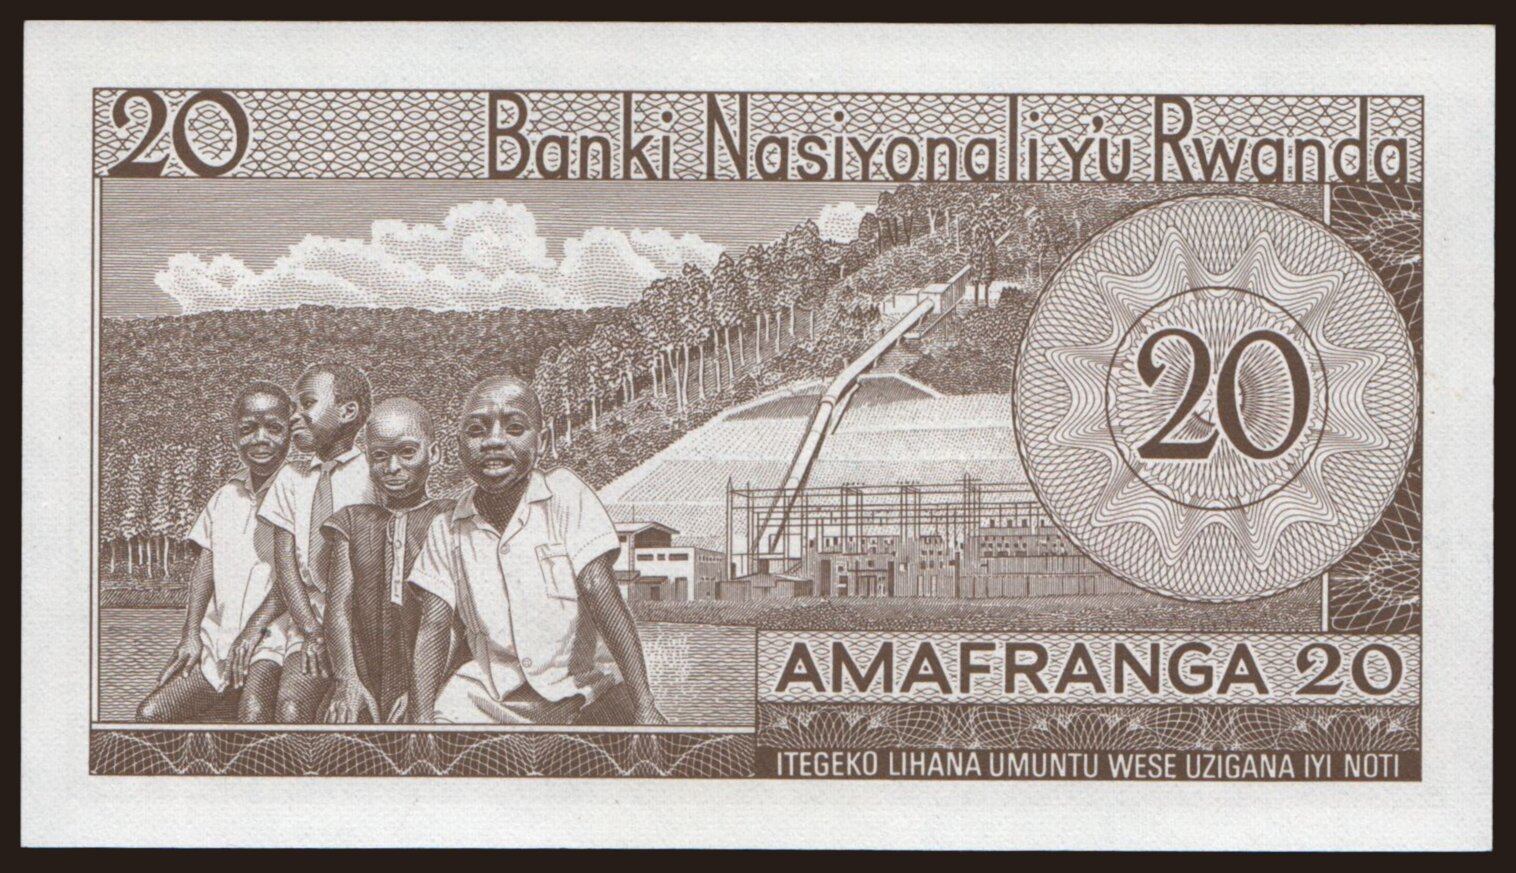 20 Banki Nasiyonali y'u Rwanda
20
AMAFRANGA 20
ITEGEKO LIHANA UMUNTU WESE UZIGANA IYI NOTI